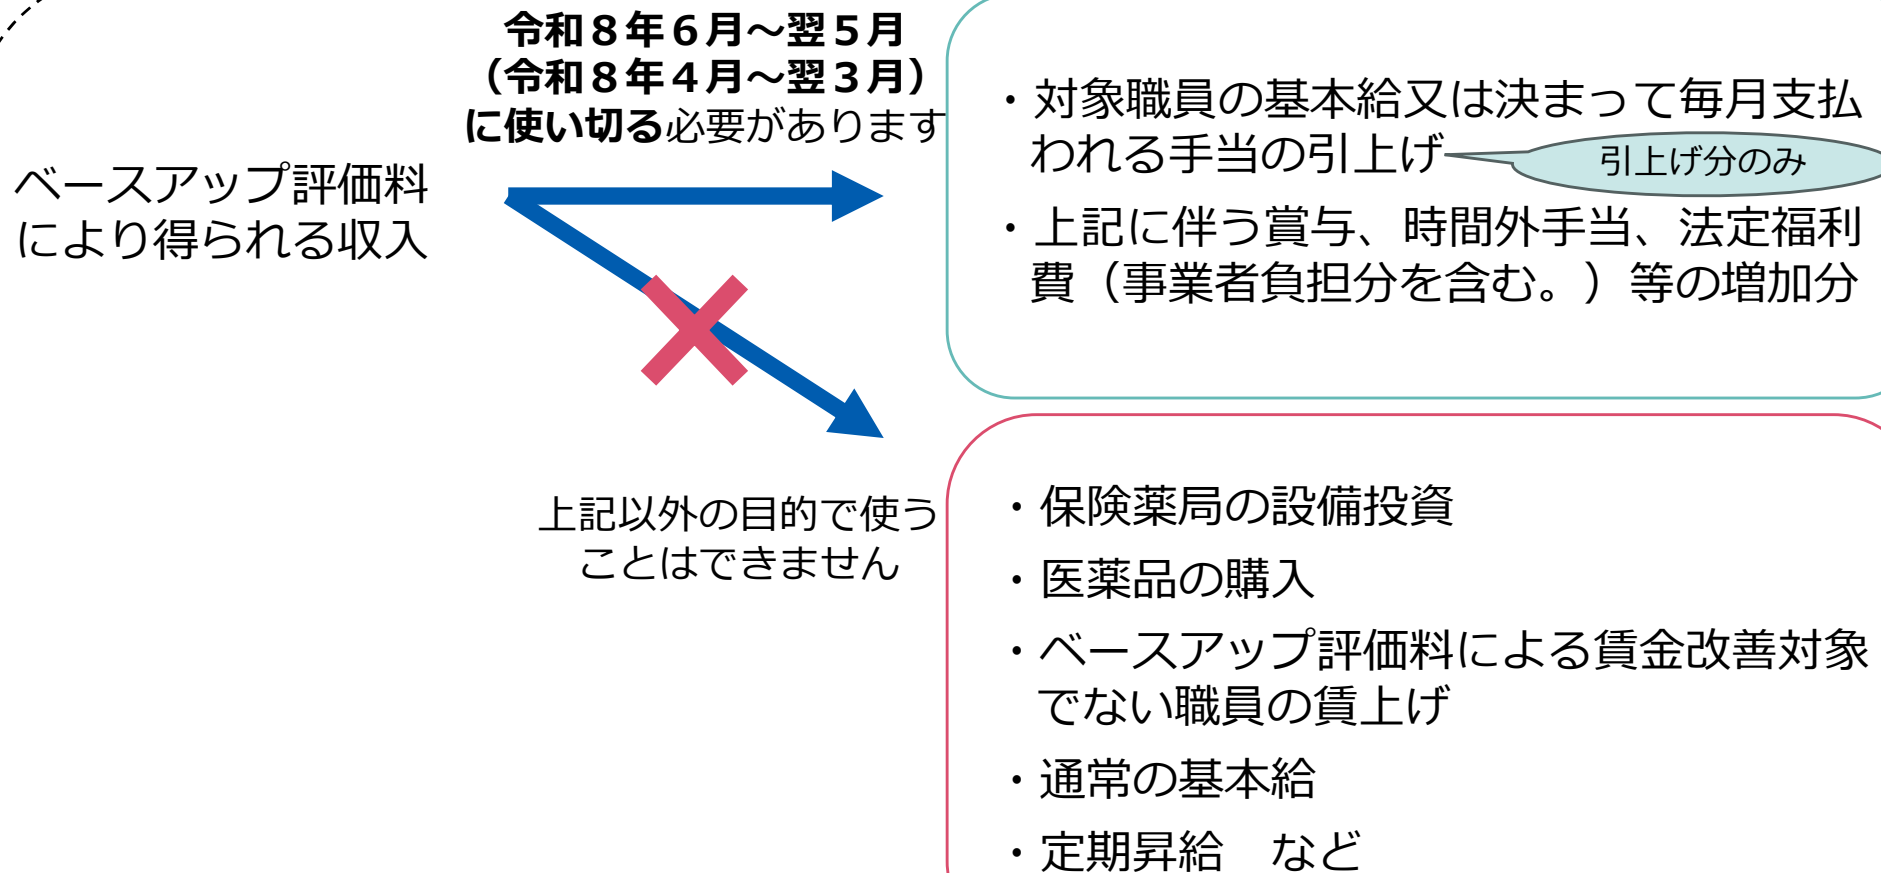 令和８年６月～翌５月
（令和８年４月～翌３月）
に使い切る必要があります
ベースアップ評価料
により得られる収入
・対象職員の基本給又は決まって毎月支払
われる手当の引上げ
引上げ分のみ
・上記に伴う賞与、時間外手当、法定福利
費（事業者負担分を含む。）等の増加分
上記以外の目的で使う
ことはできません
・保険薬局の設備投資
・医薬品の購入
・ベースアップ評価料による賃金改善対象
でない職員の賃上げ
・通常の基本給
・定期昇給　など